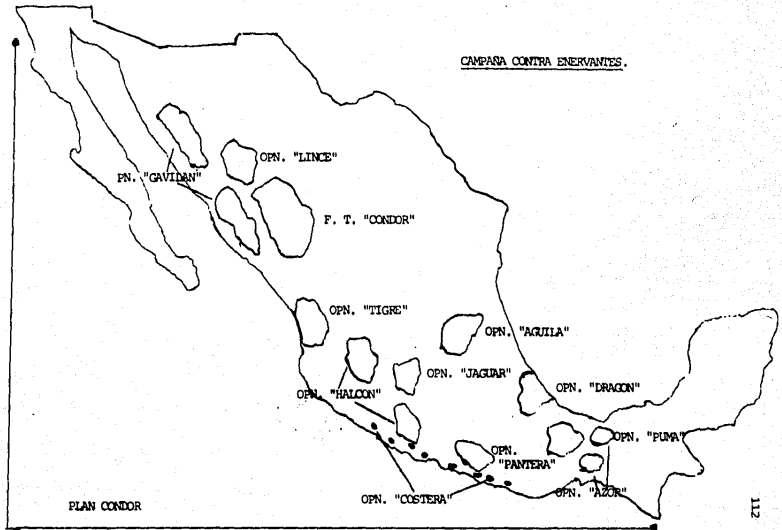 CAMPAÑA CONTRA ENERVANTES.
OPN. "LINCE"
PN. "GAVIDAN"
F. T. "CONDOR"
OPN. "TIGRE"
OPN. "AGUILA"
OPN. "JAGUAR"
OPN. "DRAGON"
OPN. "HALCON"
OPN. "PUMA"
OPN.
"PANTERA"
OPN. "COSTERA"
OPN. "AZOR"
PLAN CONDOR
112